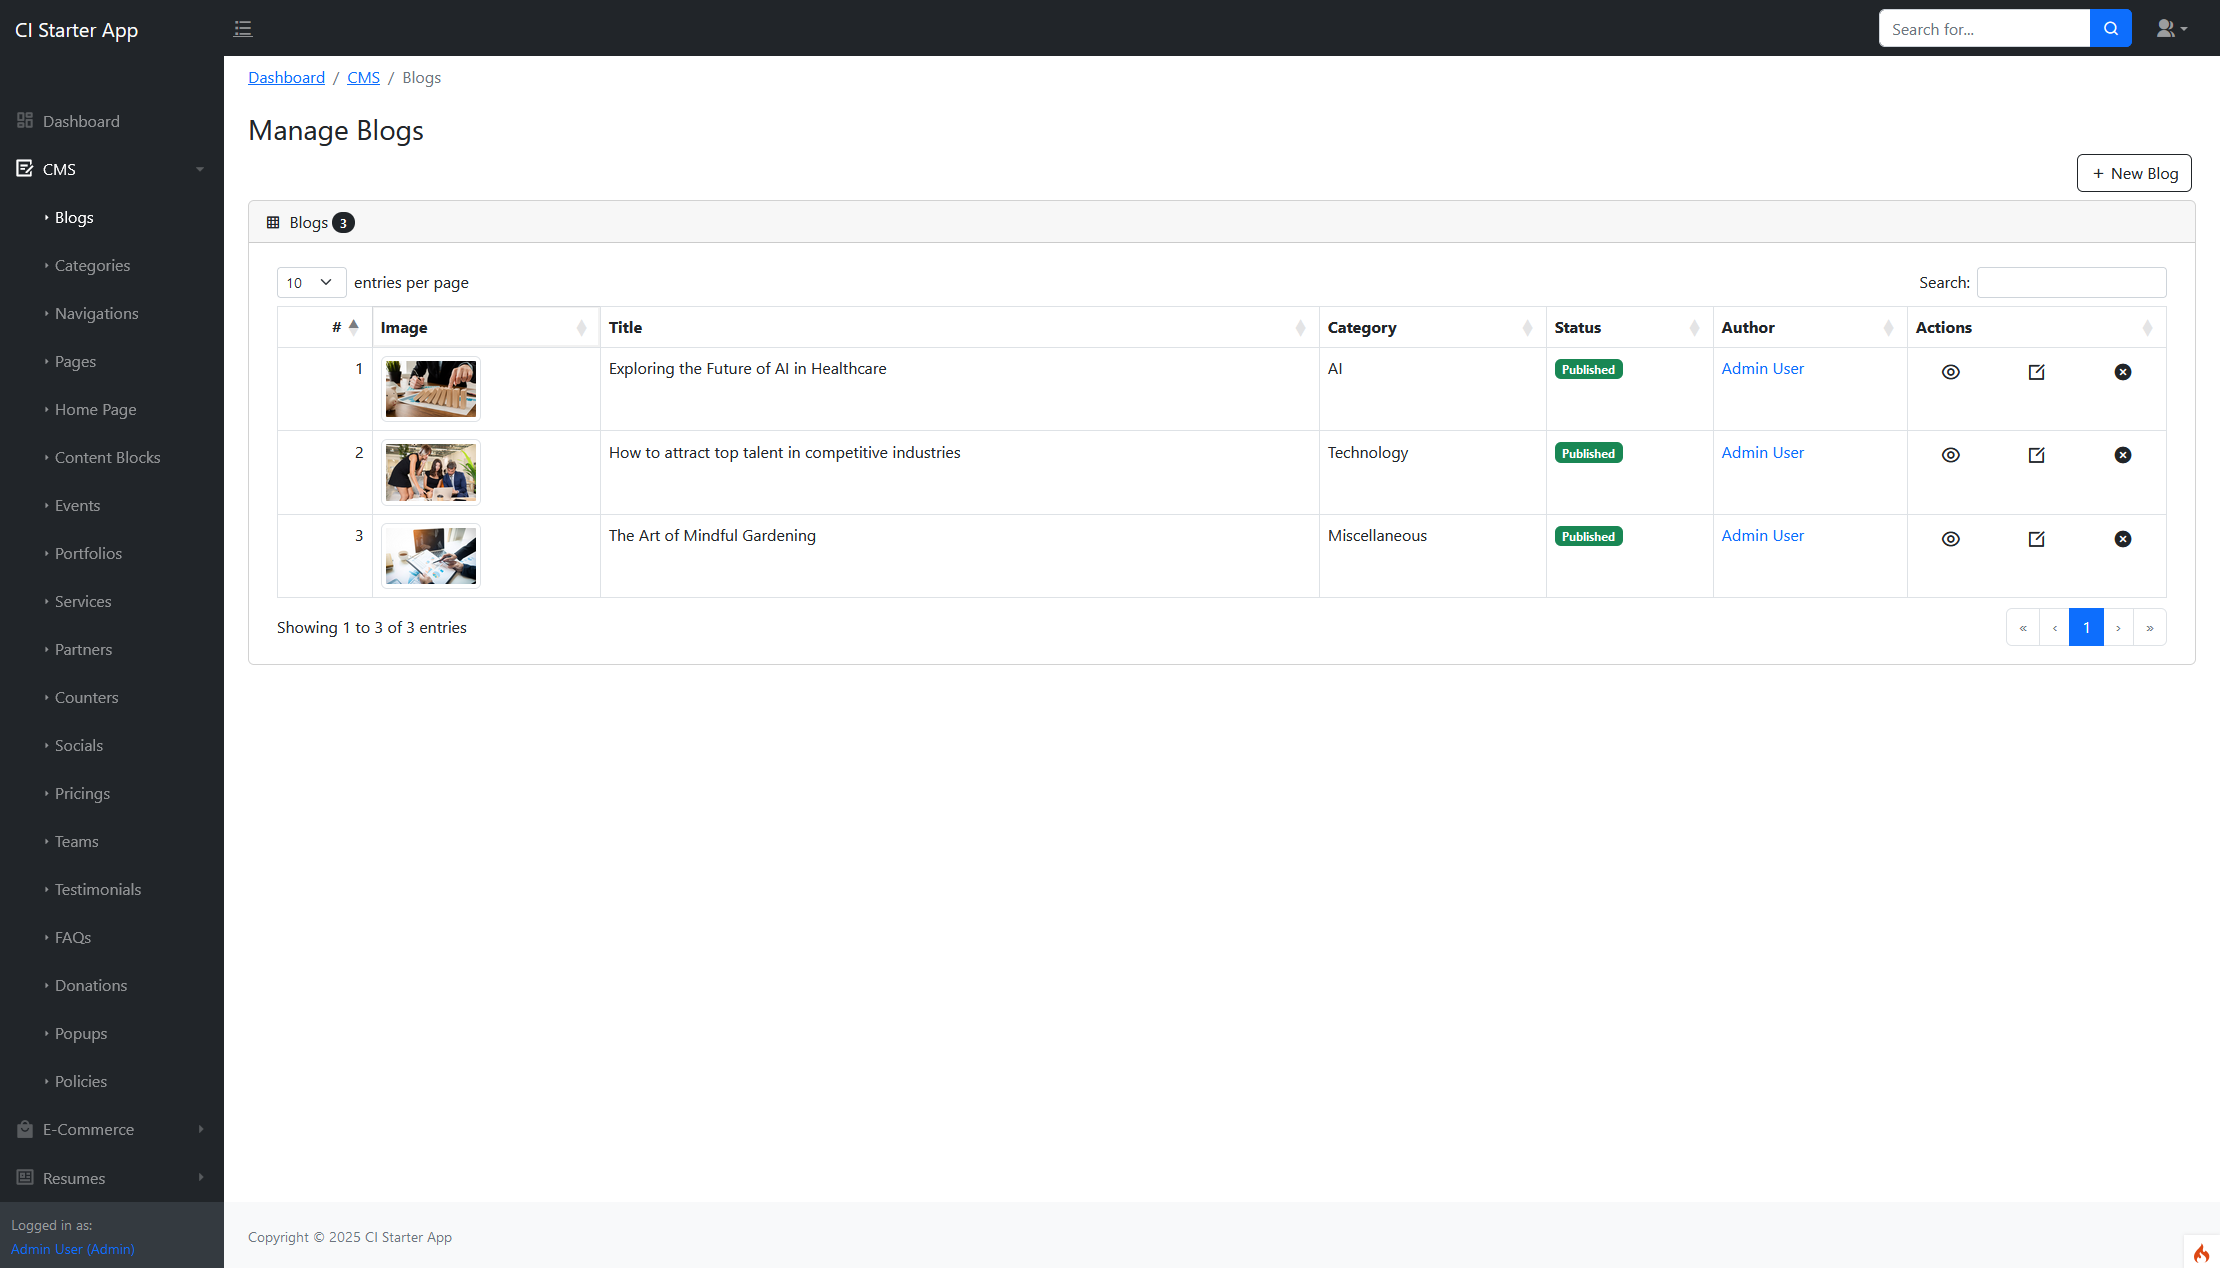 CI Starter App
Search for...
Dashboard
CMS
Blogs
Categories
Navigations
Pages
Home Page
Content Blocks
Events
Portfolios
Services
Partners
Counters
Socials
Pricings
Teams
Testimonials
FAQs
Donations
Popups
Policies
E-Commerce
Resumes
Logged in as:
Admin User (Admin)
Dashboard / CMS / Blogs
Manage Blogs
+ New Blog
Blogs 3
10 entries per page
Search:
# Image Title Category Status Author Actions
1 Exploring the Future of AI in Healthcare AI Published Admin User
2 How to attract top talent in competitive industries Technology Published Admin User
3 The Art of Mindful Gardening Miscellaneous Published Admin User
Showing 1 to 3 of 3 entries
« ‹ 1 › »
Copyright © 2025 CI Starter App